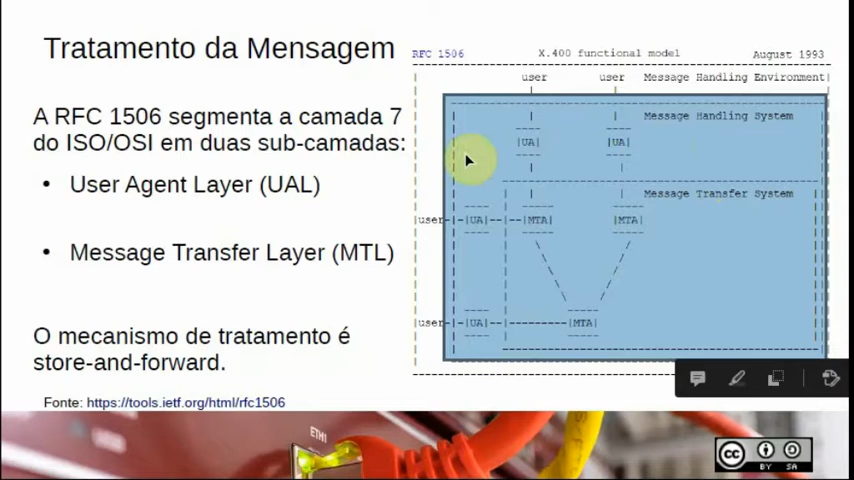 Tratamento da Mensagem
A RFC 1506 segmenta a camada 7
do ISO/OSI em duas sub-camadas:
• User Agent Layer (UAL)
• Message Transfer Layer (MTL)
O mecanismo de tratamento é
store-and-forward.
Fonte: https://tools.ietf.org/html/rfc1506
RFC 1506 X.400 functional model August 1993
user user Message Handling Environment
Message Handling System
|UA| |UA|
Message Transfer System
user |UA| |MTA| |MTA|
user |UA| |MTA|
ETH1
cc BY SA